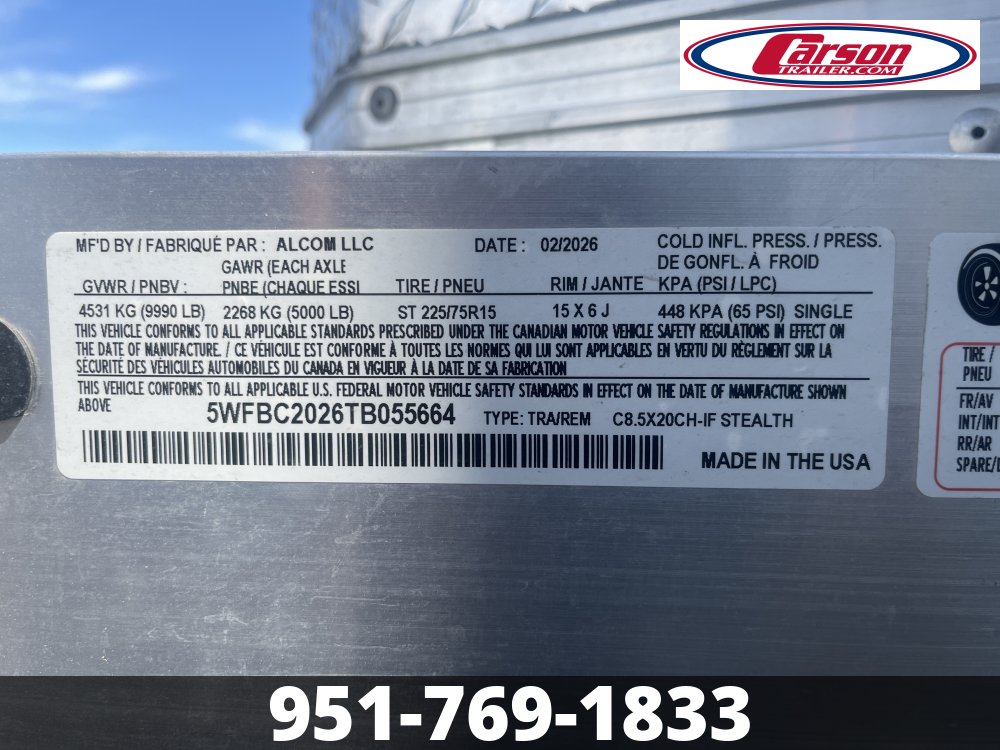 Carson
TRAILER.COM
MF'D BY / FABRIQUÉ PAR : ALCOM LLC DATE : 02/2026 COLD INFL. PRESS. / PRESS.
GAWR (EACH AXLE DE GONFL. À FROID
GVWR / PNBV : PNBE (CHAQUE ESSI TIRE / PNEU RIM / JANTE KPA (PSI / LPC)
4531 KG (9990 LB) 2268 KG (5000 LB) ST 225/75R15 15 X 6 J 448 KPA (65 PSI) SINGLE
THIS VEHICLE CONFORMS TO ALL APPLICABLE STANDARDS PRESCRIBED UNDER THE CANADIAN MOTOR VEHICLE SAFETY REGULATIONS IN EFFECT ON
THE DATE OF MANUFACTURE. / CE VÉHICULE EST CONFORME À TOUTES LES NORMES QUI LUI SONT APPLICABLES EN VERTU DU RÈGLEMENT SUR LA
SÉCURITÉ DES VÉHICULES AUTOMOBILES DU CANADA EN VIGUEUR À LA DATE DE SA FABRICATION
THIS VEHICLE CONFORMS TO ALL APPLICABLE U.S. FEDERAL MOTOR VEHICLE SAFETY STANDARDS IN EFFECT ON THE DATE OF MANUFACTURE SHOWN
ABOVE 5WFBC2026TB055664 TYPE: TRA/REM C8.5X20CH-IF STEALTH
MADE IN THE USA
TIRE /
PNEU
FR/AV
INT/INT
RR/AR
SPARE/
951-769-1833